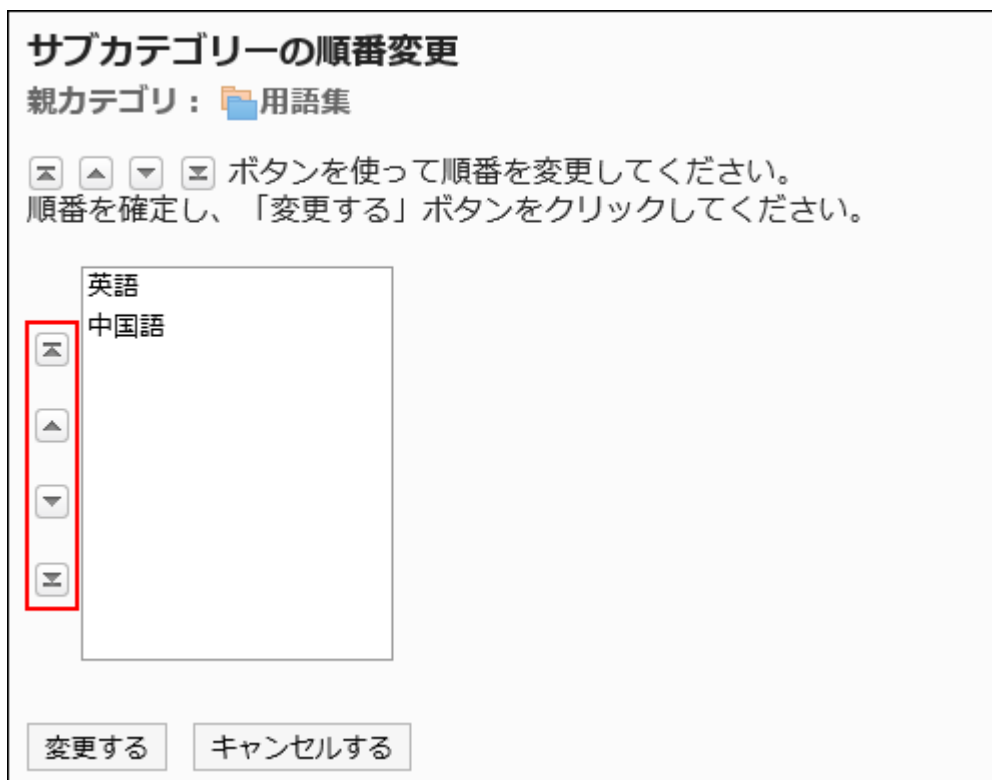 サブカテゴリーの順番変更
親カテゴリ： 用語集
ボタンを使って順番を変更してください。
順番を確定し、「変更する」ボタンをクリックしてください。
英語
中国語
変更する キャンセルする